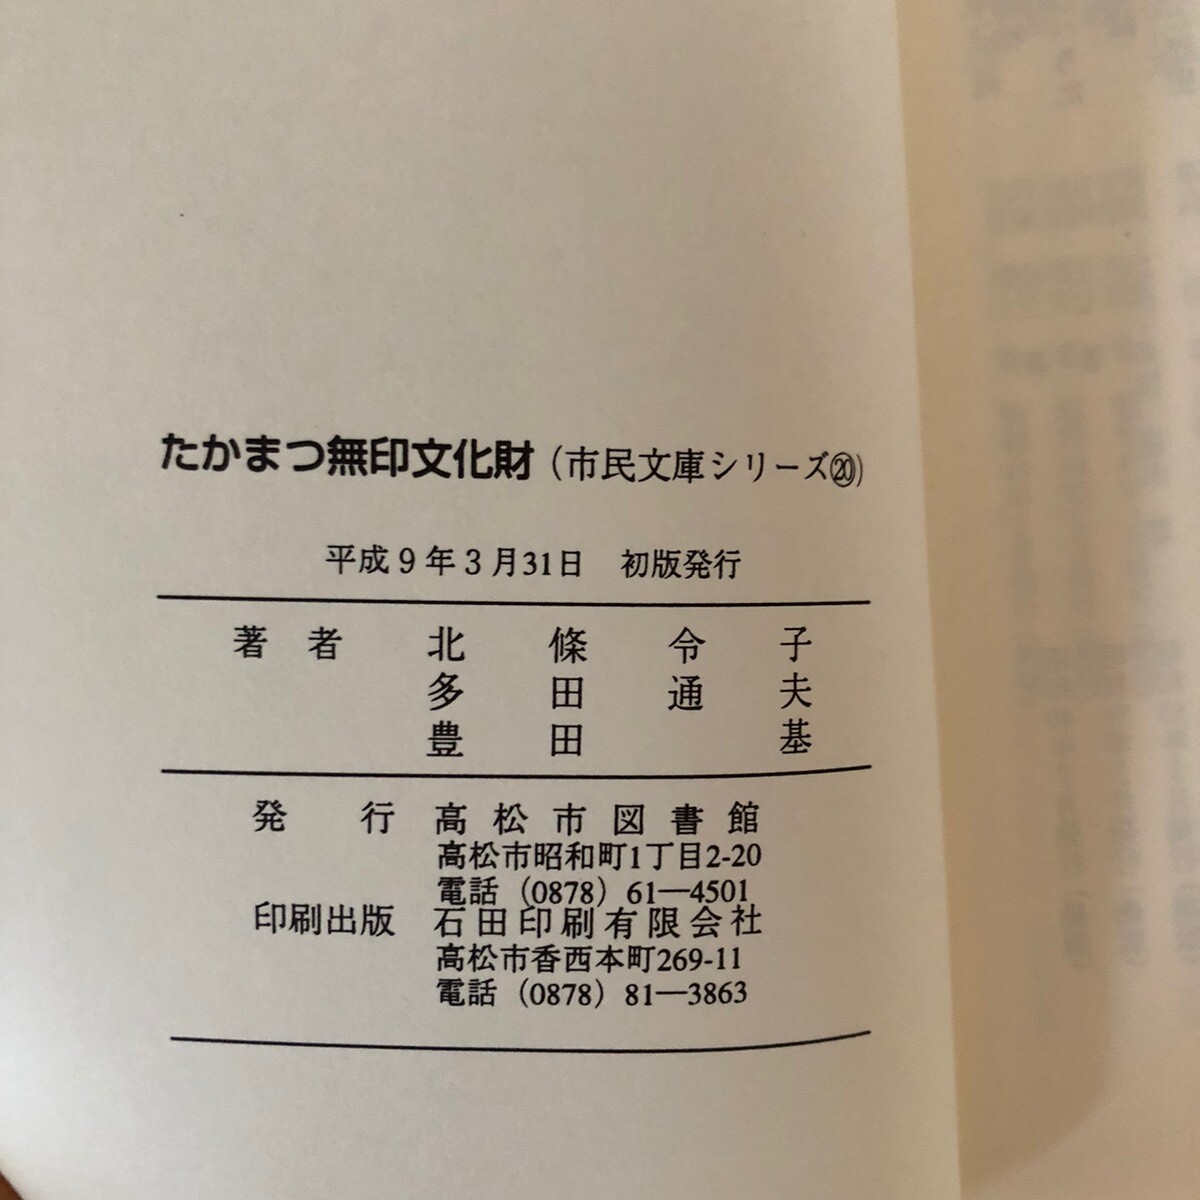 たかまつ無印文化財（市民文庫シリーズ⑳）
平成9年3月31日　初版発行
著者　北條令子
多田通夫
豊田基
発行　高松市図書館
高松市昭和町1丁目2-20
電話（0878）61―4501
印刷出版　石田印刷有限会社
高松市香西本町269-11
電話（0878）81―3863